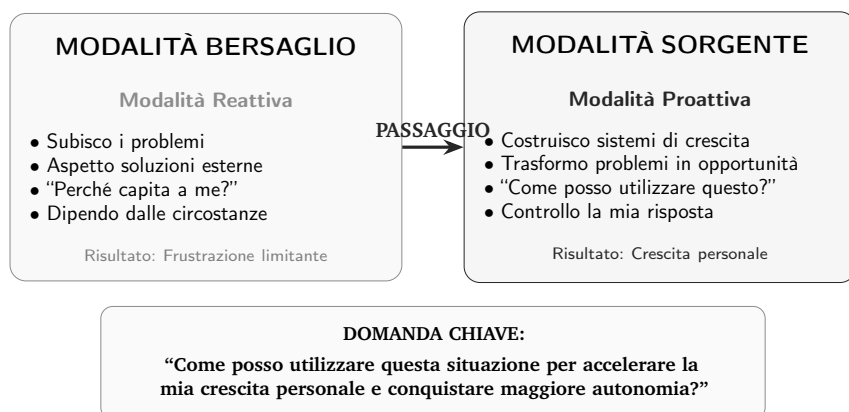 MODALITÀ BERSAGLIO
Modalità Reattiva
• Subisco i problemi
• Aspetto soluzioni esterne
• “Perché capita a me?”
• Dipendo dalle circostanze
Risultato: Frustrazione limitante
PASSAGGIO
MODALITÀ SORGENTE
Modalità Proattiva
• Costruisco sistemi di crescita
• Trasformo problemi in opportunità
• “Come posso utilizzare questo?”
• Controllo la mia risposta
Risultato: Crescita personale
DOMANDA CHIAVE:
“Come posso utilizzare questa situazione per accelerare la
mia crescita personale e conquistare maggiore autonomia?”